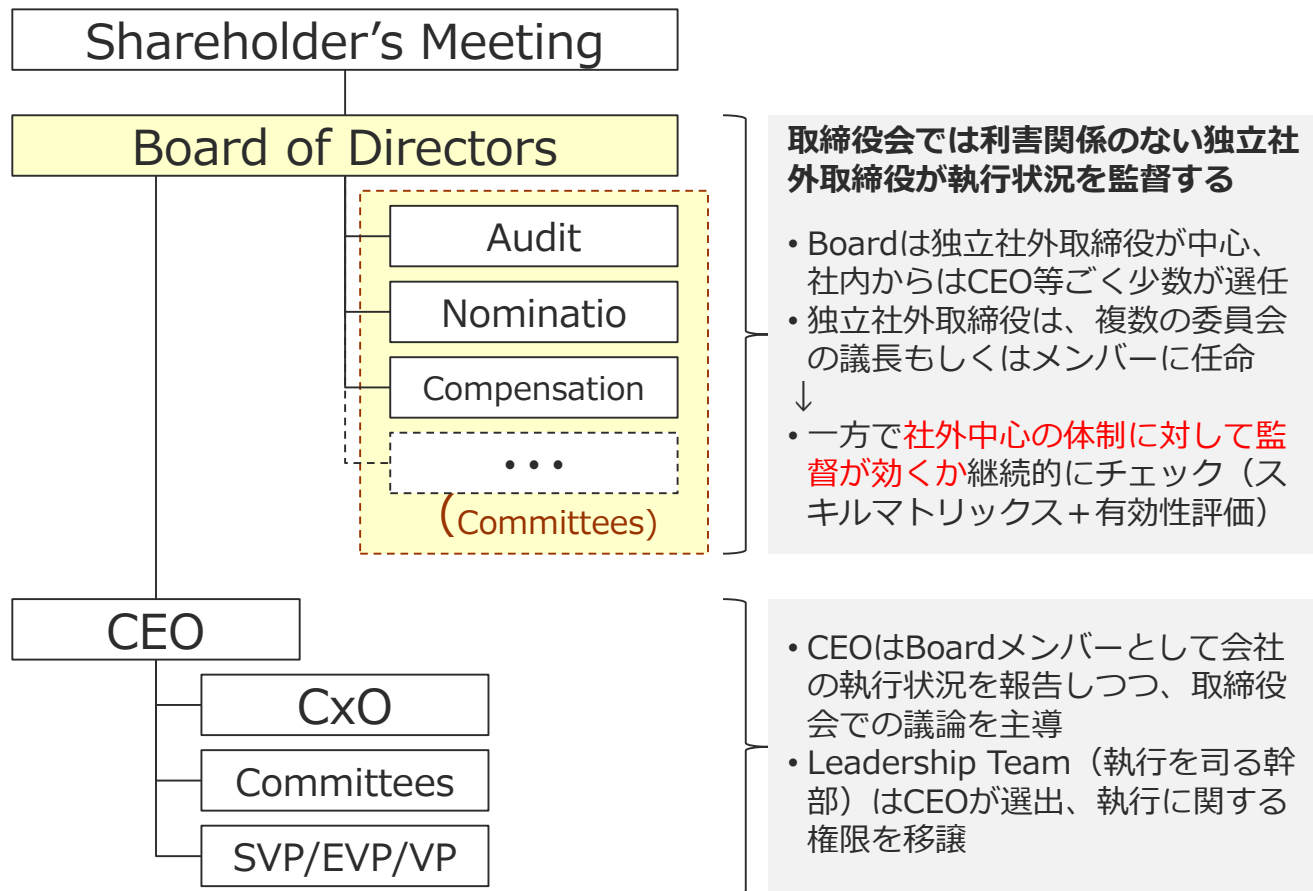 Shareholder’s Meeting
Board of Directors
Audit
Nominatio
Compensation
•••
(Committees)
取締役会では利害関係のない独立社
外取締役が執行状況を監督する
• Boardは独立社外取締役が中心、
社内からはCEO等ごく少数が選任
• 独立社外取締役は、複数の委員会
の議長もしくはメンバーに任命
↓
• 一方で社外中心の体制に対して監
督が効くか継続的にチェック（ス
キルマトリックス＋有効性評価）
CEO
CxO
Committees
SVP/EVP/VP
• CEOはBoardメンバーとして会社
の執行状況を報告しつつ、取締役
会での議論を主導
• Leadership Team（執行を司る幹
部）はCEOが選出、執行に関する
権限を移譲